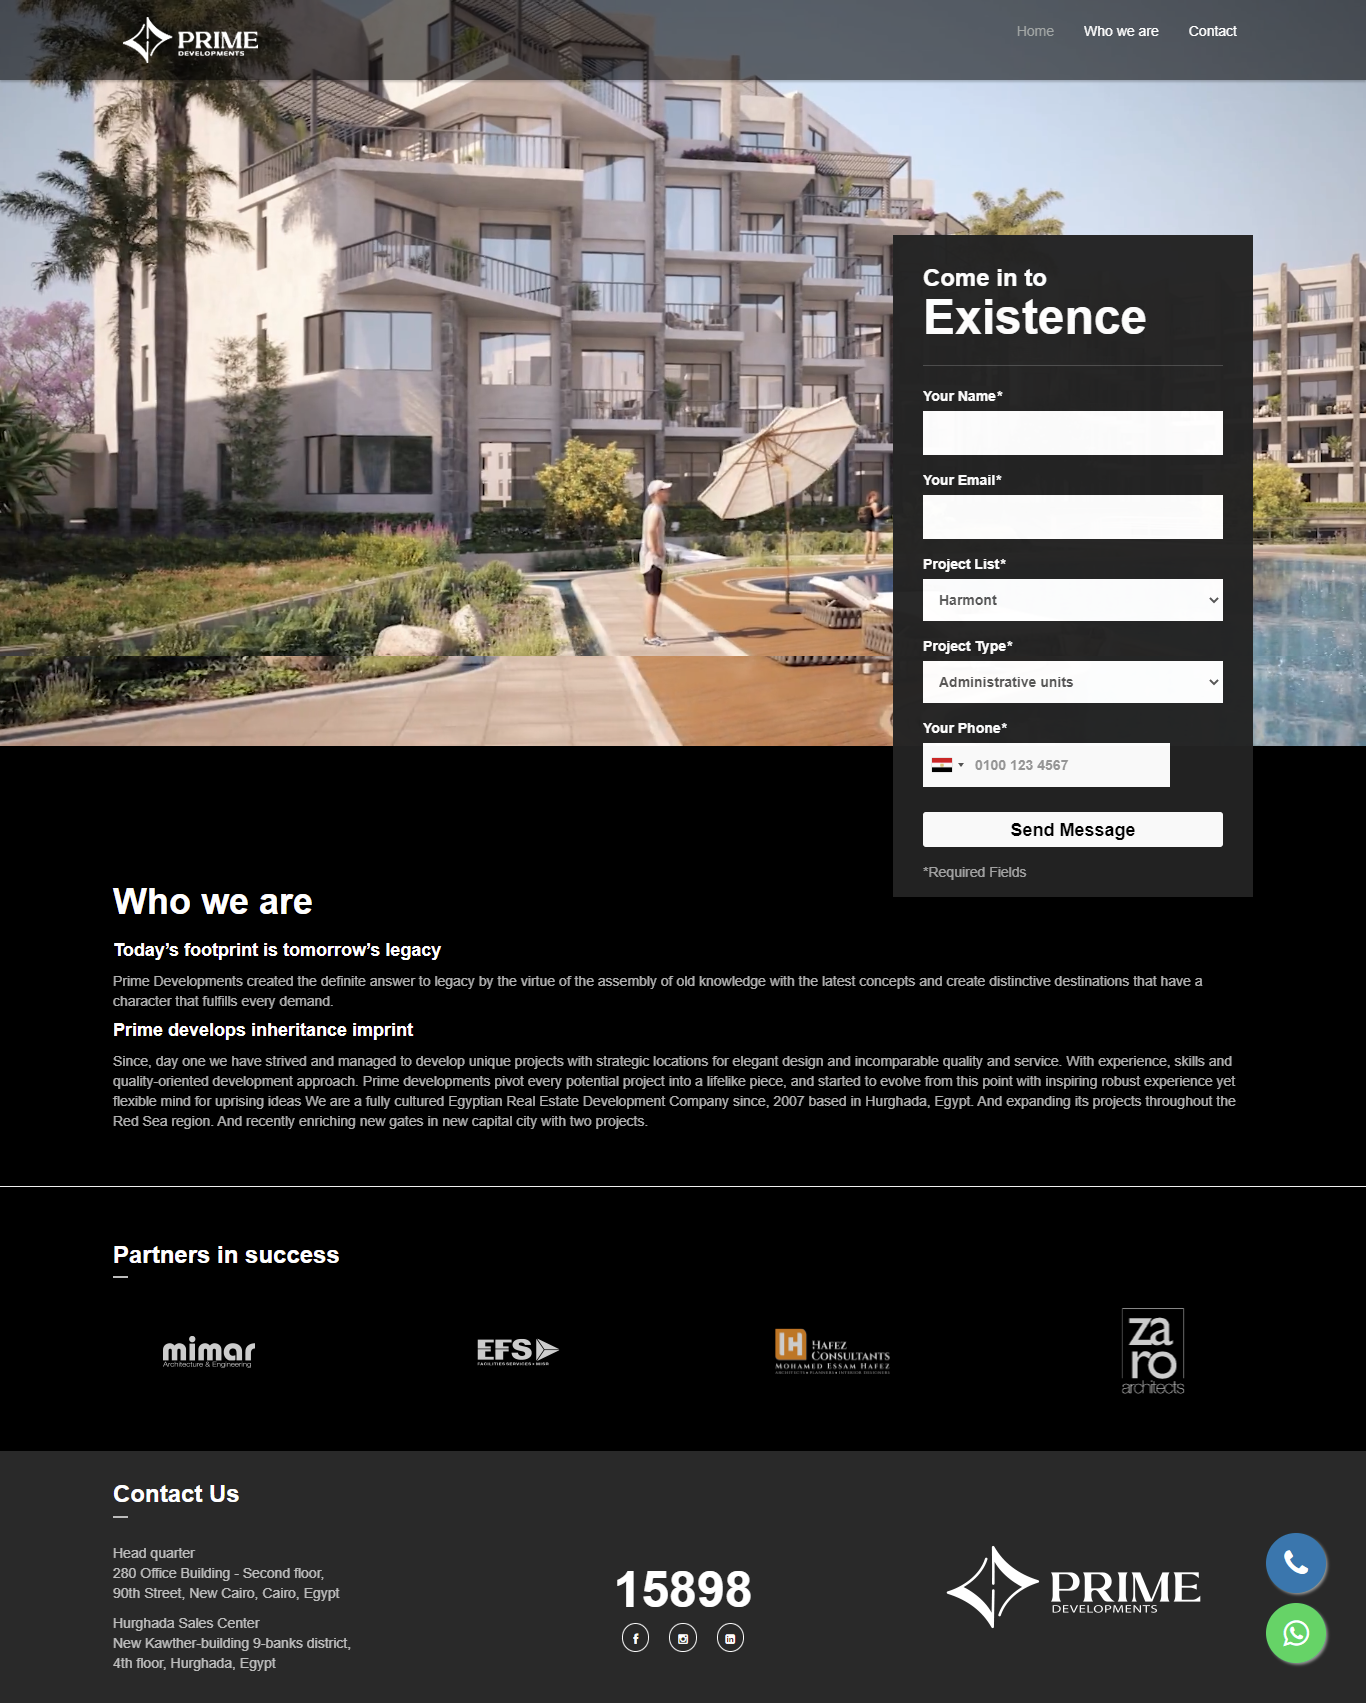 PRIME
DEVELOPMENTS
Home
Who we are
Contact
Come in to
Existence
Your Name*
Your Email*
Project List*
Harmont
Project Type*
Administrative units
Your Phone*
0100 123 4567
Send Message
*Required Fields
Who we are
Today’s footprint is tomorrow’s legacy
Prime Developments created the definite answer to legacy by the virtue of the assembly of old knowledge with the latest concepts and create distinctive destinations that have a
character that fulfills every demand.
Prime develops inheritance imprint
Since, day one we have strived and managed to develop unique projects with strategic locations for elegant design and incomparable quality and service. With experience, skills and
quality-oriented development approach. Prime developments pivot every potential project into a lifelike piece, and started to evolve from this point with inspiring robust experience yet
flexible mind for uprising ideas We are a fully cultured Egyptian Real Estate Development Company since, 2007 based in Hurghada, Egypt. And expanding its projects throughout the
Red Sea region. And recently enriching new gates in new capital city with two projects.
Partners in success
mimar
Architecture & Engineering
EFS
FACILITIES SERVICES • MISR
HAFEZ
CONSULTANTS
MOHAMED ESSAM HAFEZ
ARCHITECTS • PLANNERS • INTERIOR DESIGNERS
za
ro
architects
Contact Us
Head quarter
280 Office Building - Second floor,
90th Street, New Cairo, Cairo, Egypt
Hurghada Sales Center
New Kawther-building 9-banks district,
4th floor, Hurghada, Egypt
15898
PRIME
DEVELOPMENTS